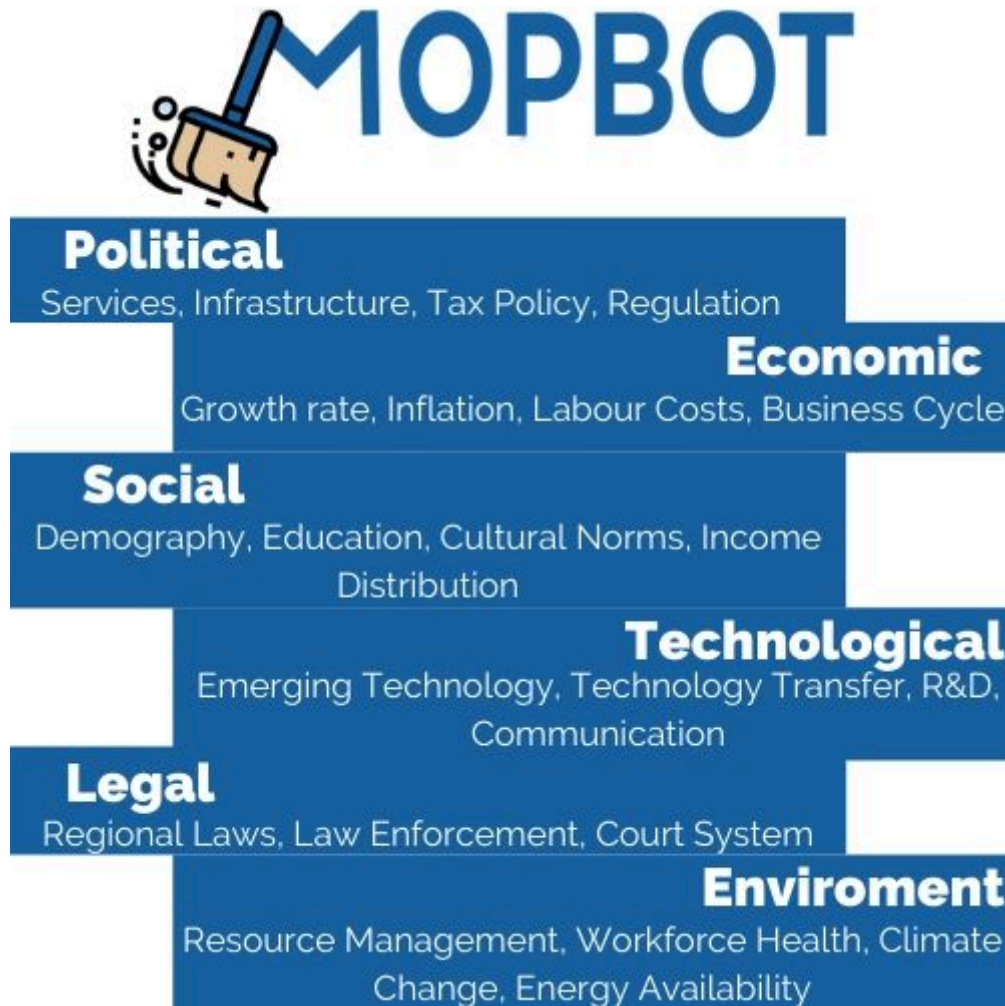 MOPBOT
Political
Services, Infrastructure, Tax Policy, Regulation
Economic
Growth rate, Inflation, Labour Costs, Business Cycle
Social
Demography, Education, Cultural Norms, Income
Distribution
Technological
Emerging Technology, Technology Transfer, R&D,
Communication
Legal
Regional Laws, Law Enforcement, Court System
Enviroment
Resource Management, Workforce Health, Climate
Change, Energy Availability